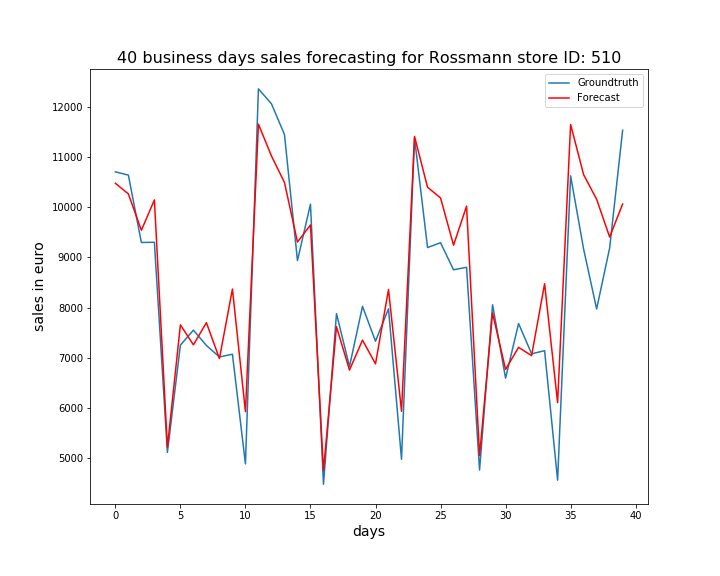 40 business days sales forecasting for Rossmann store ID: 510
Groundtruth
Forecast
12000
11000
10000
9000
8000
7000
6000
5000
sales in euro
0 5 10 15 20 25 30 35 40
days